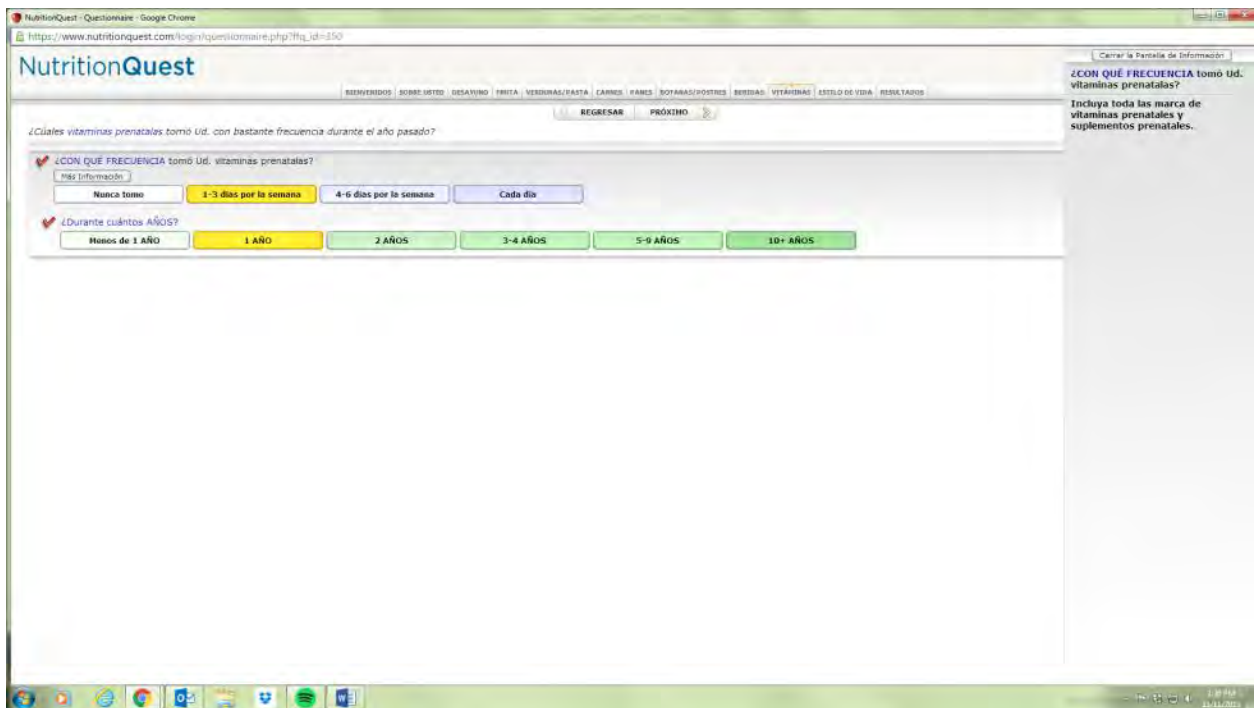 NutritionQuest - Questionnaire - Google Chrome
https://www.nutritionquest.com/login/questionnaire.php?ffq_id=350
NutritionQuest
BIENVENIDOS SOBRE USTED DESAYUNO FRUTA VERDURAS/PASTA CARNES PANES BOTANAS/POSTRES BEBIDAS VITAMINAS ESTILO DE VIDA RESULTADOS
REGRESAR PRÓXIMO
¿Cuáles vitaminas prenatalas tomó Ud. con bastante frecuencia durante el año pasado?
¿CON QUÉ FRECUENCIA tomó Ud. vitaminas prenatalas?
Más Información
Nunca tomo 1-3 días por la semana 4-6 días por la semana Cada día
¿Durante cuántos AÑOS?
Menos de 1 AÑO 1 AÑO 2 AÑOS 3-4 AÑOS 5-9 AÑOS 10+ AÑOS
Cerrar la Pantalla de Información
¿CON QUÉ FRECUENCIA tomó Ud.
vitaminas prenatalas?
Incluya toda las marca de
vitaminas prenatales y
suplementos prenatales.